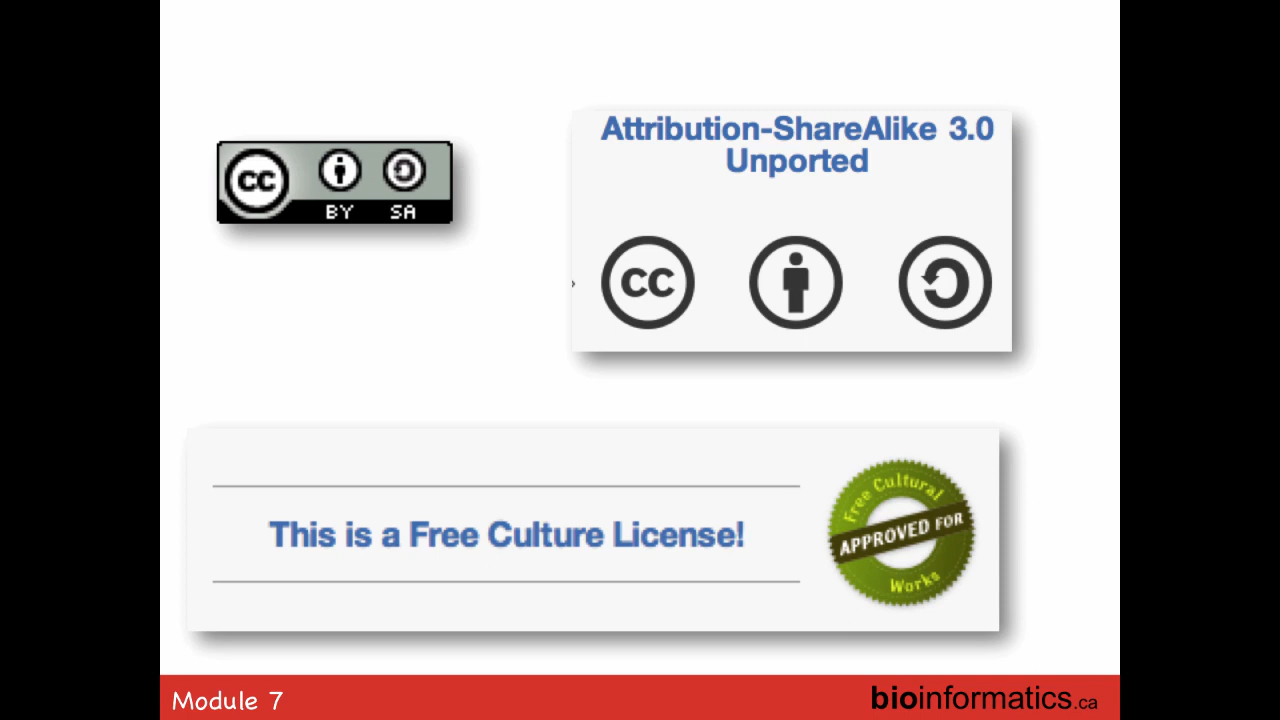 Attribution-ShareAlike 3.0
Unported
cc
BY SA
cc
This is a Free Culture License!
Free Cultural
APPROVED FOR
Works
Module 7
bioinformatics.ca